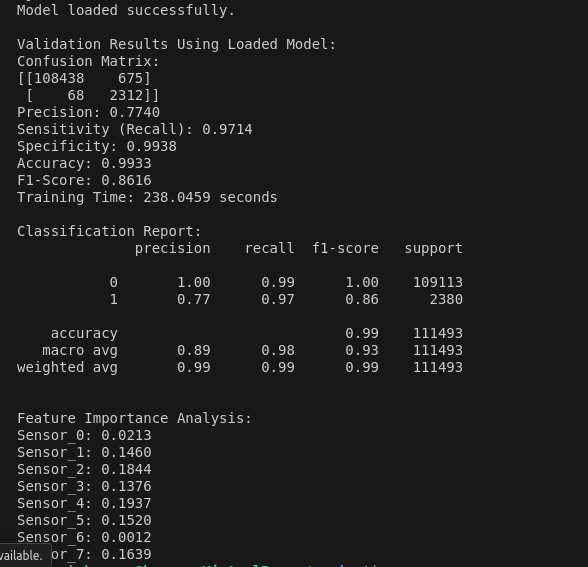 Model loaded successfully.
Validation Results Using Loaded Model:
Confusion Matrix:
[[108438    675]
 [    68   2312]]
Precision: 0.7740
Sensitivity (Recall): 0.9714
Specificity: 0.9938
Accuracy: 0.9933
F1-Score: 0.8616
Training Time: 238.0459 seconds
Classification Report:
              precision    recall  f1-score   support
           0       1.00      0.99      1.00    109113
           1       0.77      0.97      0.86      2380
    accuracy                           0.99    111493
   macro avg       0.89      0.98      0.93    111493
weighted avg       0.99      0.99      0.99    111493
Feature Importance Analysis:
Sensor_0: 0.0213
Sensor_1: 0.1460
Sensor_2: 0.1844
Sensor_3: 0.1376
Sensor_4: 0.1937
Sensor_5: 0.1520
Sensor_6: 0.0012
vailable. or_7: 0.1639